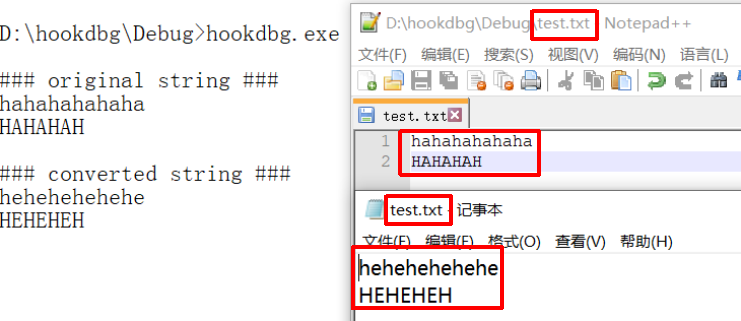 D:\hookdbg\Debug>hookdbg.exe
### original string ###
hahahahahaha
HAHAHAH
### converted string ###
hehehehehehe
HEHEHEH
D:\hookdbg\Debug\test.txt - Notepad++
文件(F) 编辑(E) 搜索(S) 视图(V) 编码(N) 语言(L)
test.txt
1 hahahahahaha
2 HAHAHAH
test.txt - 记事本
文件(F) 编辑(E) 格式(O) 查看(V) 帮助(H)
hehehehehehe
HEHEHEH